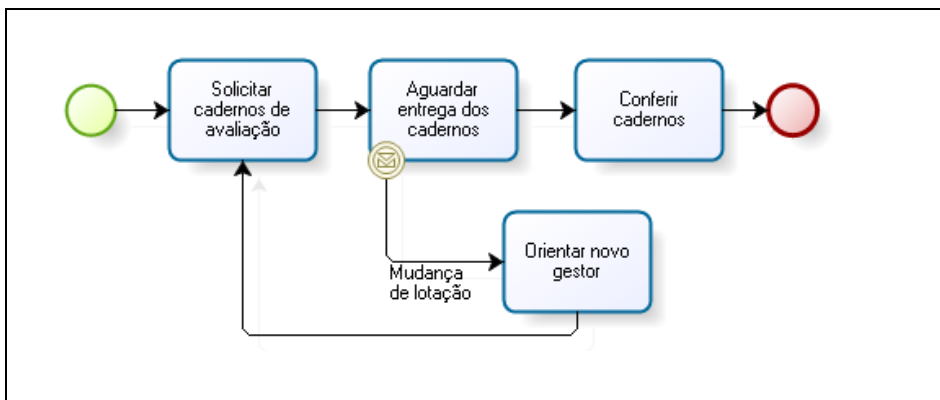 Solicitar
cadernos de
avaliação
Aguardar
entrega dos
cadernos
Conferir
cadernos
Mudança
de lotação
Orientar novo
gestor